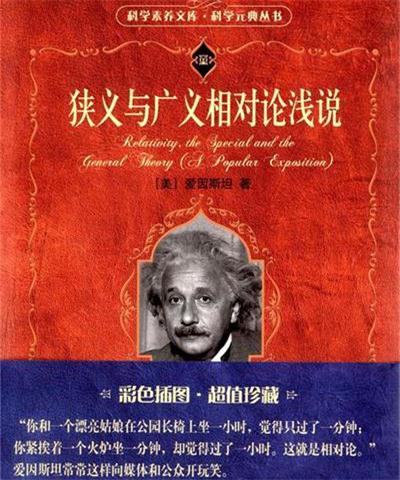 科学素养文库·科学元典丛书
狭义与广义相对论浅说
Relativity, the Special and the
General Theory (A Popular Exposition)
[美] 爱因斯坦 著
彩色插图·超值珍藏
“你和一个漂亮姑娘在公园长椅上坐一小时，觉得只过了一分钟；
你紧挨着一个火炉坐一分钟，却觉得过了一小时。这就是相对论。”
爱因斯坦常常这样向媒体和公众开玩笑。